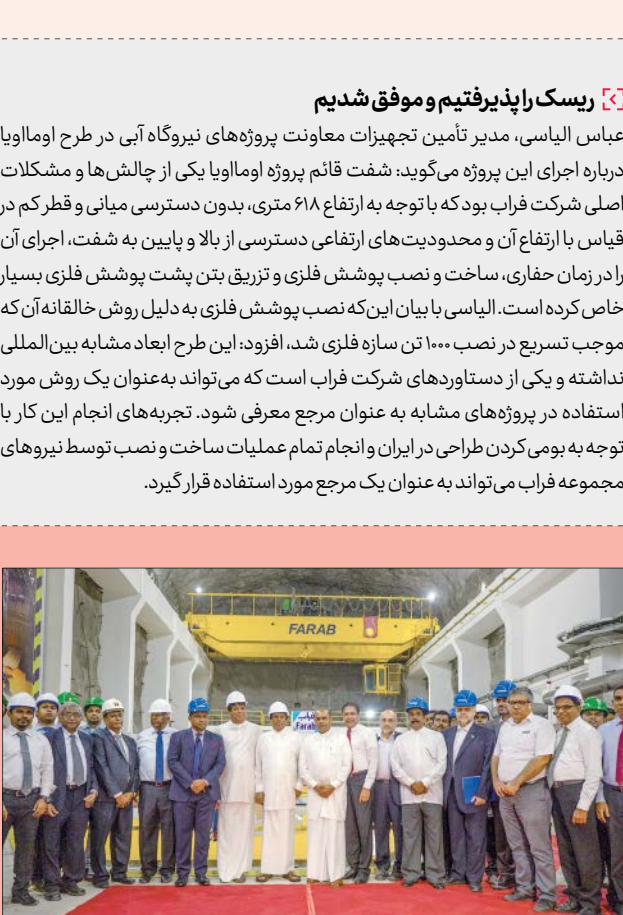 ریسک را پذیرفتیم و موفق شدیم
عباس الیاسی، مدیر تأمین تجهیزات معاونت پروژه‌های نیروگاه آبی در طرح اومااویا
درباره اجرای این پروژه می‌گوید: شفت قائم پروژه اومااویا یکی از چالش‌ها و مشکلات
اصلی شرکت فراب بود که با توجه به ارتفاع ۶۱۸ متری، بدون دسترسی میانی و قطر کم در
قیاس با ارتفاع آن و محدودیت‌های ارتفاعی دسترسی از بالا و پایین به شفت، اجرای آن
را در زمان حفاری، ساخت و نصب پوشش فلزی و تزریق بتن پشت پوشش فلزی بسیار
خاص کرده است. الیاسی با بیان این‌که نصب پوشش فلزی به دلیل روش خالقانه آن که
موجب تسریع در نصب ۱۰۰۰ تن سازه فلزی شد، افزود: این طرح ابعاد مشابه بین‌المللی
نداشته و یکی از دستاوردهای شرکت فراب است که می‌تواند به‌عنوان یک روش مورد
استفاده در پروژه‌های مشابه به عنوان مرجع معرفی شود. تجربه‌های انجام این کار با
توجه به بومی کردن طراحی در ایران و انجام تمام عملیات ساخت و نصب توسط نیروهای
مجموعه فراب می‌تواند به عنوان یک مرجع مورد استفاده قرار گیرد.
FARAB
فراب
Farab